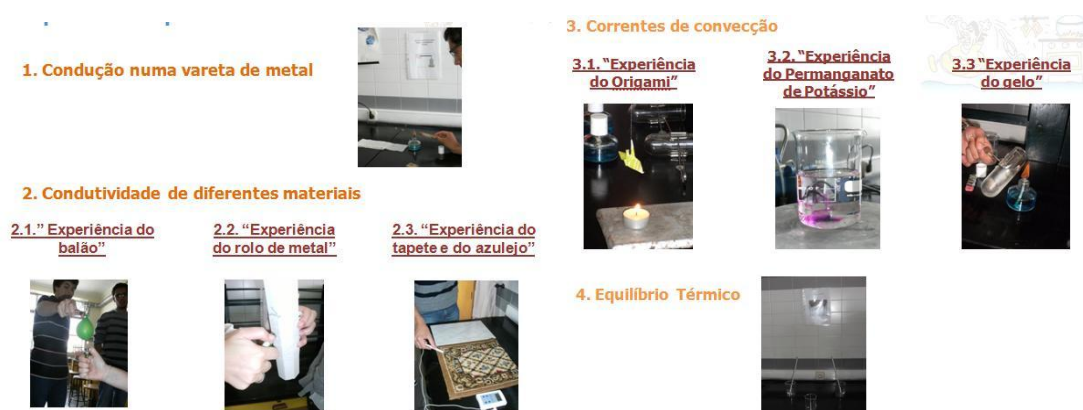 1. Condução numa vareta de metal
2. Condutividade de diferentes materiais
2.1.” Experiência do
balão”
2.2. “Experiência
do rolo de metal”
2.3. “Experiência do
tapete e do azulejo”
3. Correntes de convecção
3.1. “Experiência
do Origami”
3.2. “Experiência
do Permanganato
de Potássio”
3.3 “Experiência
do gelo”
4. Equilíbrio Térmico